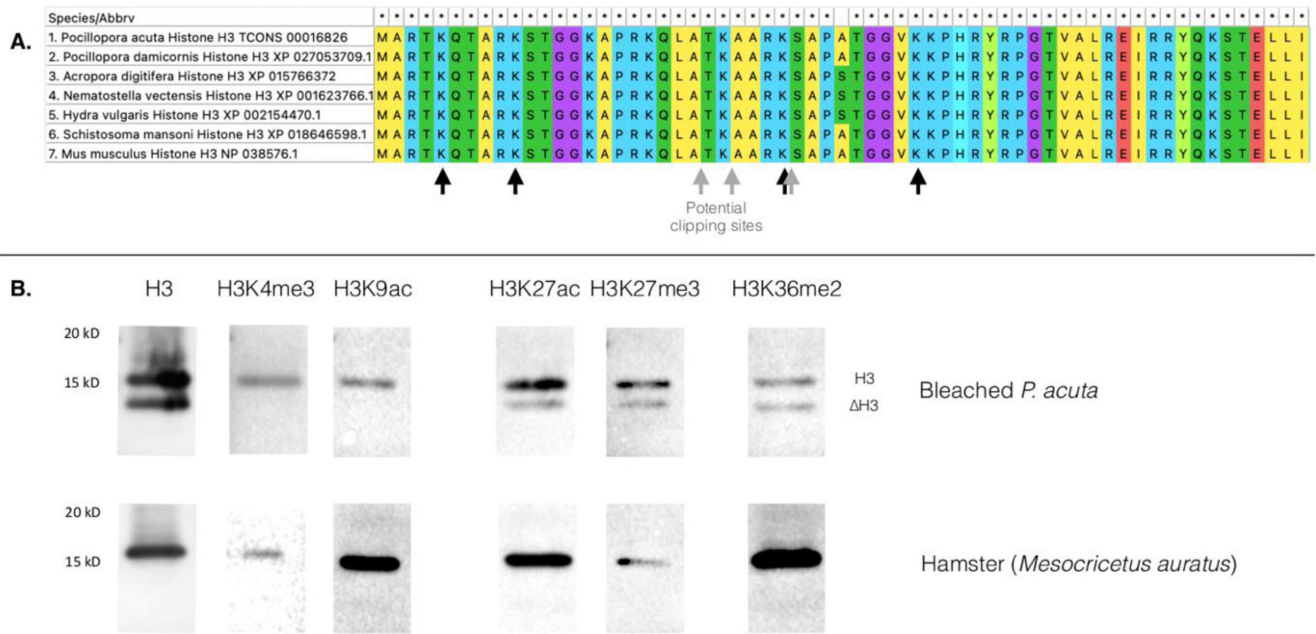 A.
Species/Abbrv * * * * * * * * * * * * * * * * * * * * * * * * * * * * * * * * * * * * * * * * * * * * * * * * * * * * * * * * * * * * * *
1. Pocillopora acuta Histone H3 TCONS 00016826 M A R T K Q T A R K S T G G K A P R K Q L A T K A A R K S A P A T G G V K K P H R Y R P G T V A L R E I R R Y Q K S T E L L I
2. Pocillopora damicornis Histone H3 XP 027053709.1 M A R T K Q T A R K S T G G K A P R K Q L A T K A A R K S A P A T G G V K K P H R Y R P G T V A L R E I R R Y Q K S T E L L I
3. Acropora digitifera Histone H3 XP 015766372 M A R T K Q T A R K S T G G K A P R K Q L A T K A A R K S A P S T G G V K K P H R Y R P G T V A L R E I R R Y Q K S T E L L I
4. Nematostella vectensis Histone H3 XP 001623766.1 M A R T K Q T A R K S T G G K A P R K Q L A T K A A R K S A P S T G G V K K P H R Y R P G T V A L R E I R R Y Q K S T E L L I
5. Hydra vulgaris Histone H3 XP 002154470.1 M A R T K Q T A R K S T G G K A P R K Q L A T K A A R K S A P S T G G V K K P H R Y R P G T V A L R E I R R Y Q K S T E L L I
6. Schistosoma mansoni Histone H3 XP 018646598.1 M A R T K Q T A R K S T G G K A P R K Q L A T K A A R K S A P A T G G V K K P H R Y R P G T V A L R E I R R Y Q K S T E L L I
7. Mus musculus Histone H3 NP 038576.1 M A R T K Q T A R K S T G G K A P R K Q L A T K A A R K S A P A T G G V K K P H R Y R P G T V A L R E I R R Y Q K S T E L L I
Potential
clipping sites
B.
H3 H3K4me3 H3K9ac H3K27ac H3K27me3 H3K36me2
20 kD
15 kD
H3
ΔH3
Bleached P. acuta
20 kD
15 kD
Hamster (Mesocricetus auratus)